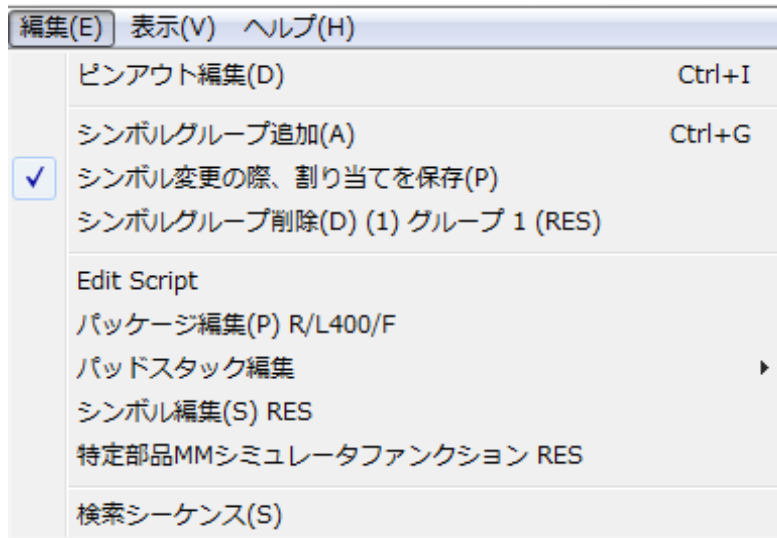 編集(E) 表示(V) ヘルプ(H)
ピンアウト編集(D) Ctrl+I
シンボルグループ追加(A) Ctrl+G
シンボル変更の際、割り当てを保存(P)
シンボルグループ削除(D) (1) グループ 1 (RES)
Edit Script
パッケージ編集(P) R/L400/F
パッドスタック編集
シンボル編集(S) RES
特定部品MMシミュレータファンクション RES
検索シーケンス(S)